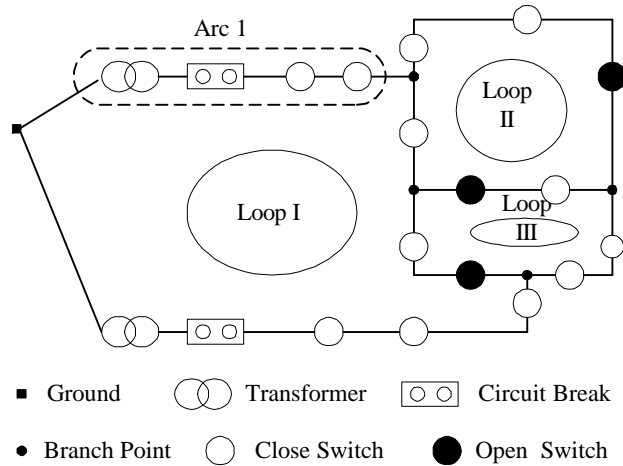 Arc 1
Loop
II
Loop I
Loop
III
Ground
Transformer
Circuit Break
Branch Point
Close Switch
Open Switch